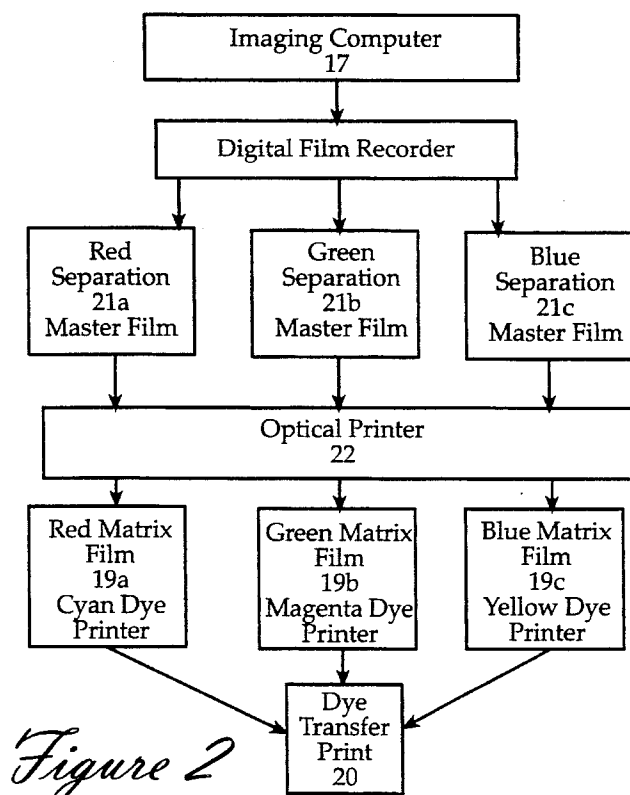 Imaging Computer
17
Digital Film Recorder
Red
Separation
21a
Master Film
Green
Separation
21b
Master Film
Blue
Separation
21c
Master Film
Optical Printer
22
Red Matrix
Film
19a
Cyan Dye
Printer
Green Matrix
Film
19b
Magenta Dye
Printer
Blue Matrix
Film
19c
Yellow Dye
Printer
Dye
Transfer
Print
20
Figure 2